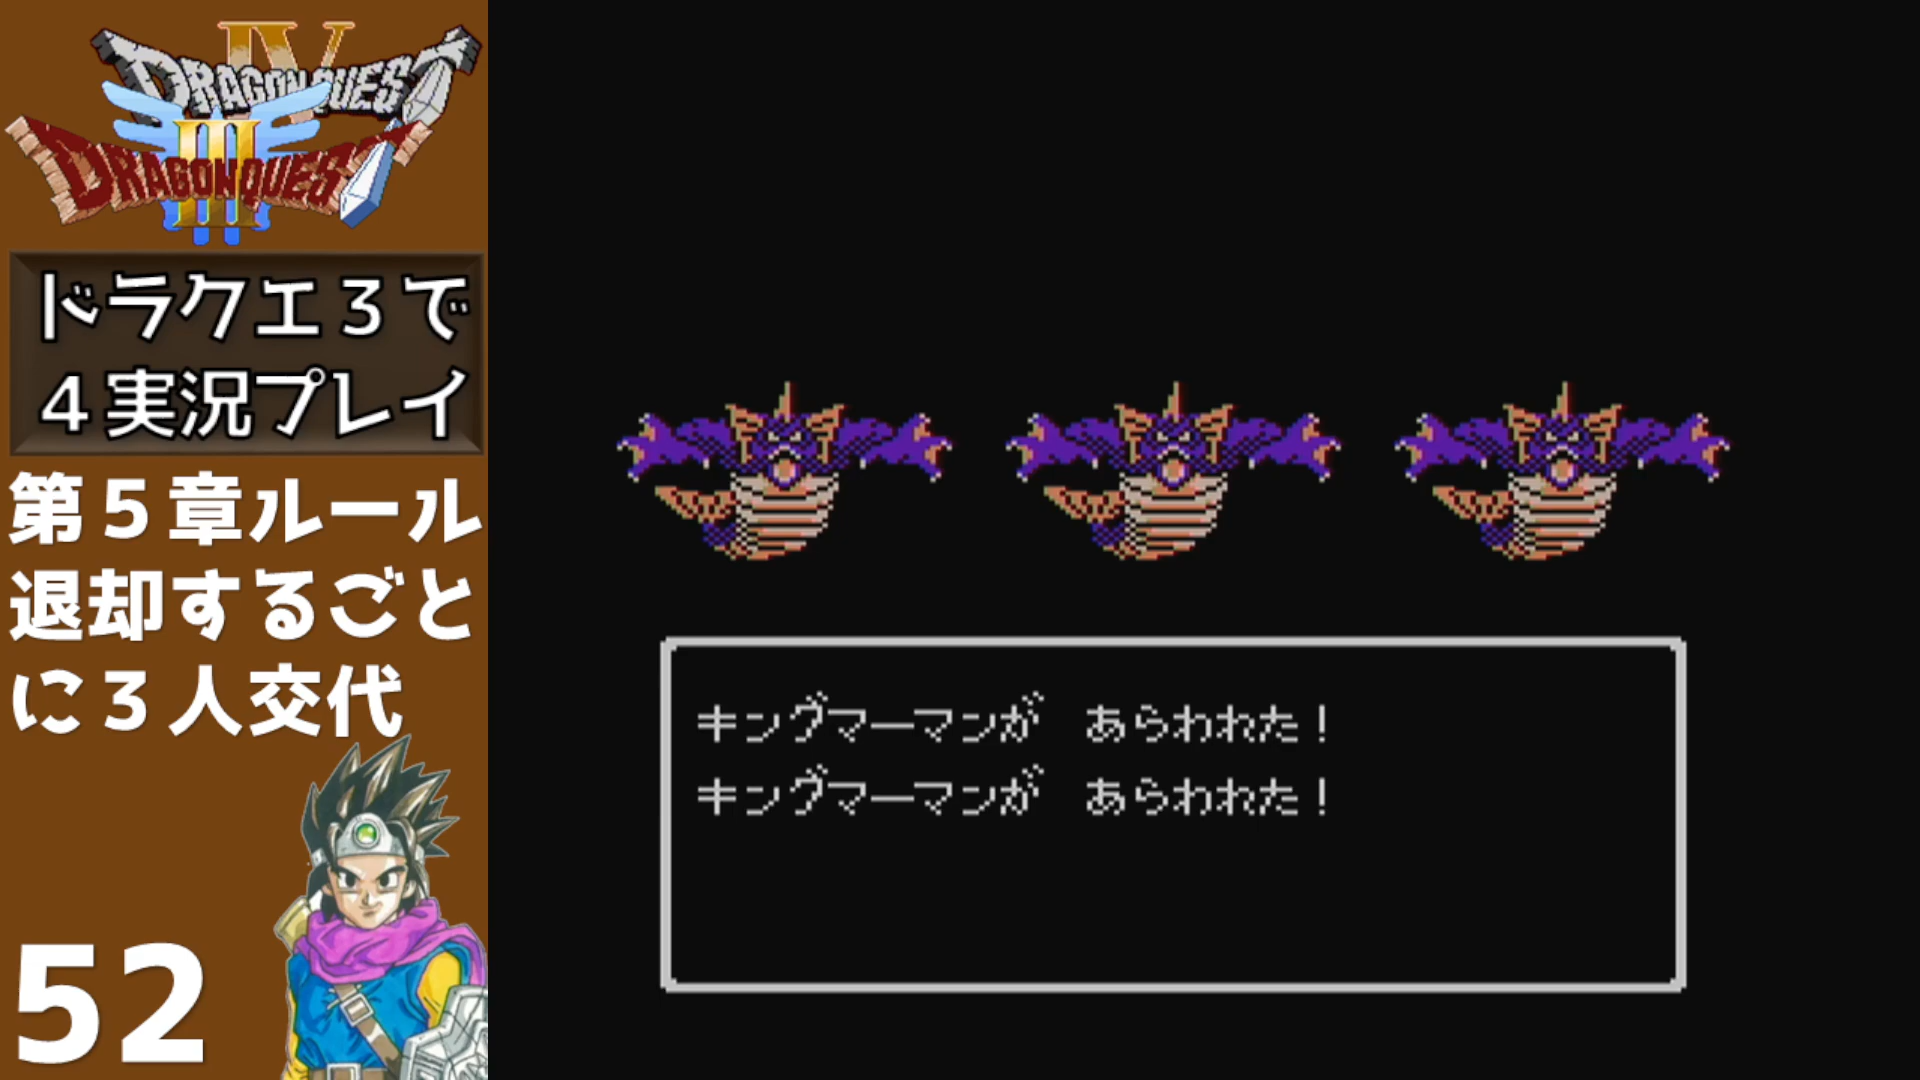 IV
DRAGON QUEST
III
DRAGON QUEST
ドラクエ３で
４実況プレイ
第５章ルール
退却するごと
に３人交代
52
キングマーマンが　あらわれた！
キングマーマンが　あらわれた！